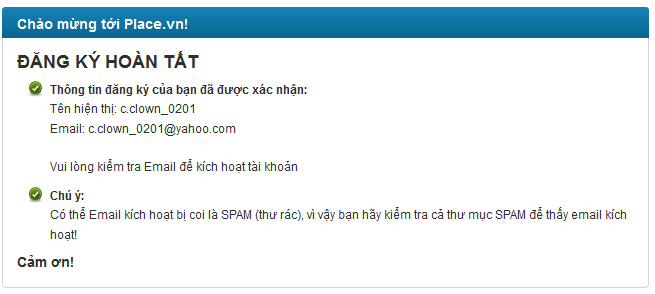 Chào mừng tới Place.vn!
ĐĂNG KÝ HOÀN TẤT
Thông tin đăng ký của bạn đã được xác nhận:
Tên hiện thị: c.clown_0201
Email: c.clown_0201@yahoo.com
Vui lòng kiểm tra Email để kích hoạt tài khoản
Chú ý:
Có thể Email kích hoạt bị coi là SPAM (thư rác), vì vậy bạn hãy kiểm tra cả thư mục SPAM để thấy email kích
hoạt!
Cảm ơn!